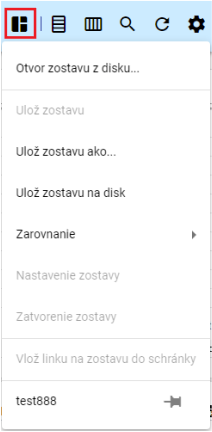 Otvor zostavu z disku...
Ulož zostavu
Ulož zostavu ako...
Ulož zostavu na disk
Zarovnanie
Nastavenie zostavy
Zatvorenie zostavy
Vlož linku na zostavu do schránky
test888